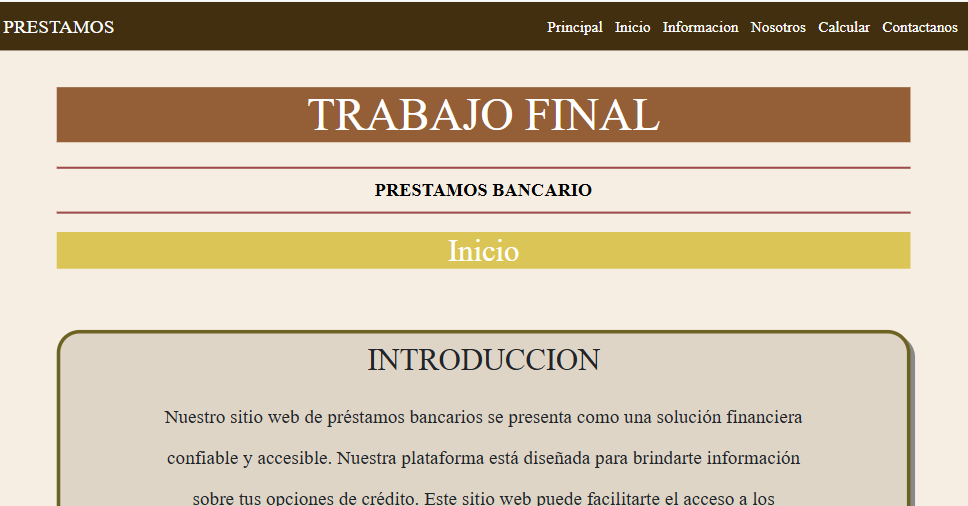 PRESTAMOS
Principal Inicio Informacion Nosotros Calcular Contactanos
TRABAJO FINAL
PRESTAMOS BANCARIO
Inicio
INTRODUCCION
Nuestro sitio web de préstamos bancarios se presenta como una solución financiera
confiable y accesible. Nuestra plataforma está diseñada para brindarte información
sobre tus opciones de crédito. Este sitio web puede facilitarte el acceso a los